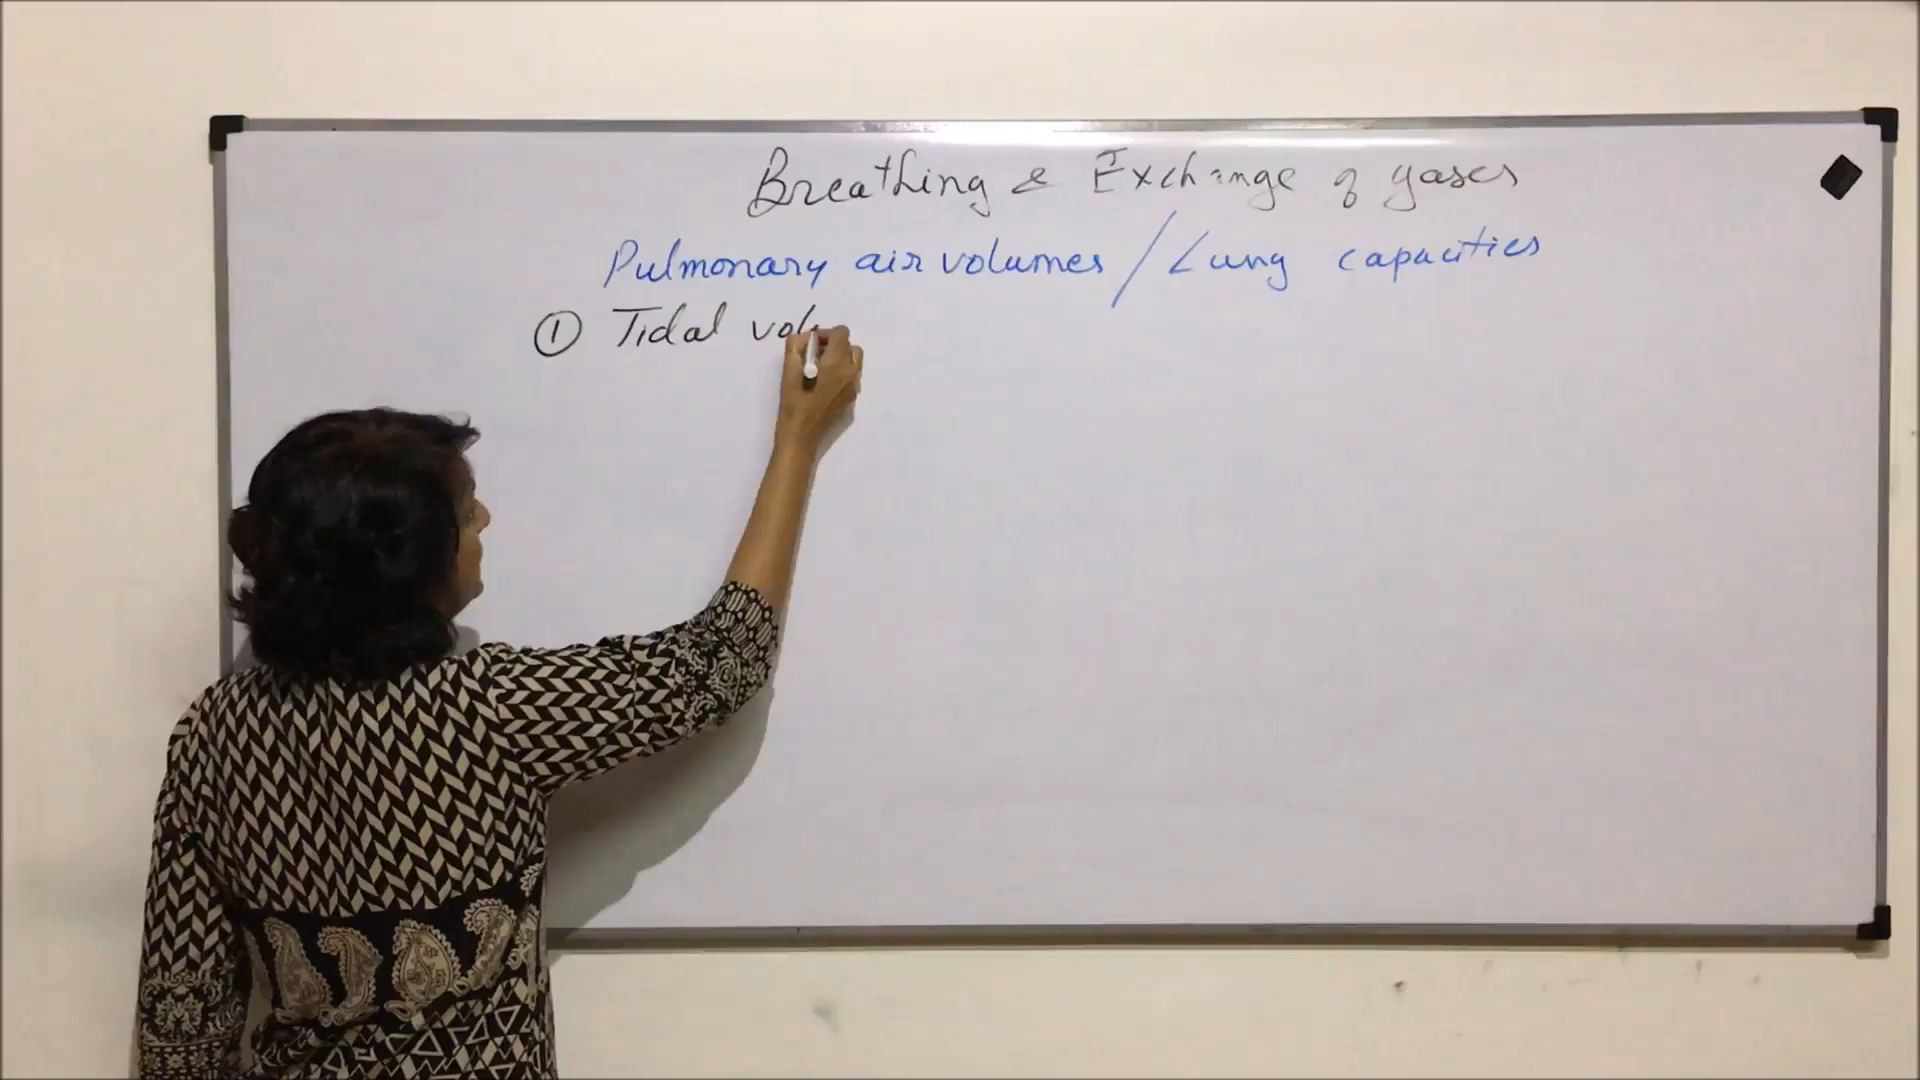 Breathing & Exchange of gases
Pulmonary air volumes / Lung capacities
① Tidal vol